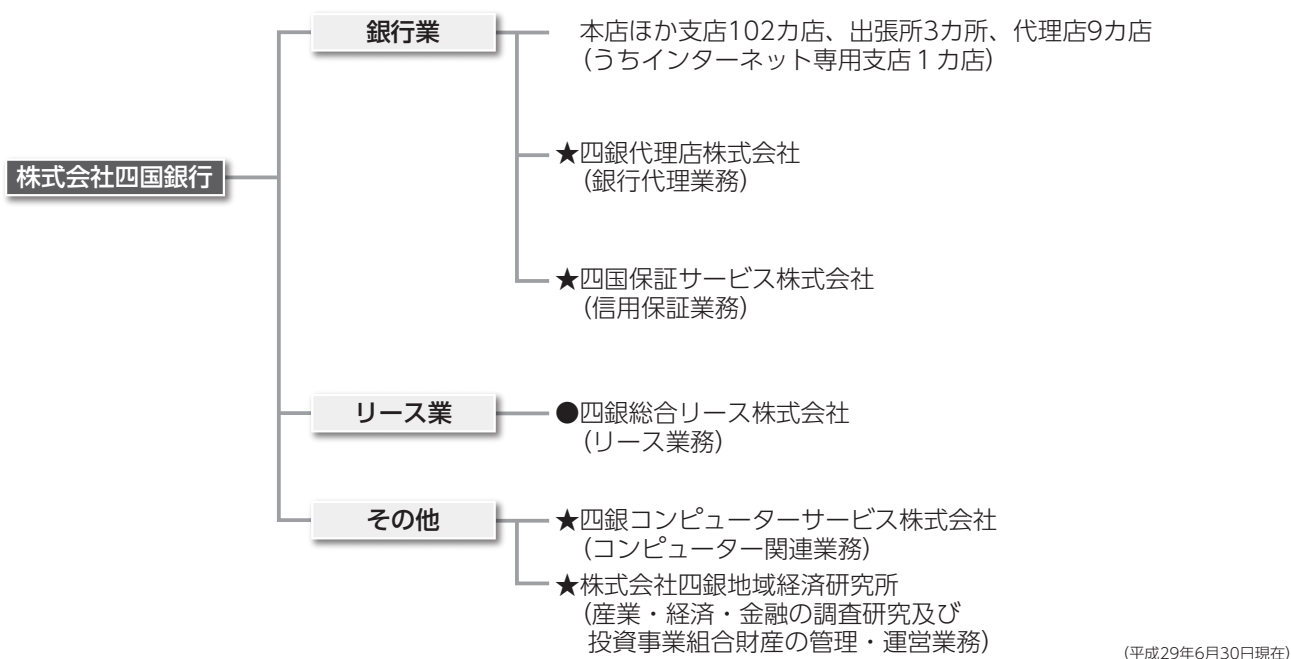 銀行業
本店ほか支店102カ店、出張所3カ所、代理店9カ店
（うちインターネット専用支店１カ店）
株式会社四国銀行
★四銀代理店株式会社
（銀行代理業務）
★四国保証サービス株式会社
（信用保証業務）
リース業
●四銀総合リース株式会社
（リース業務）
その他
★四銀コンピューターサービス株式会社
（コンピューター関連業務）
★株式会社四銀地域経済研究所
（産業・経済・金融の調査研究及び
投資事業組合財産の管理・運営業務）
（平成29年6月30日現在）